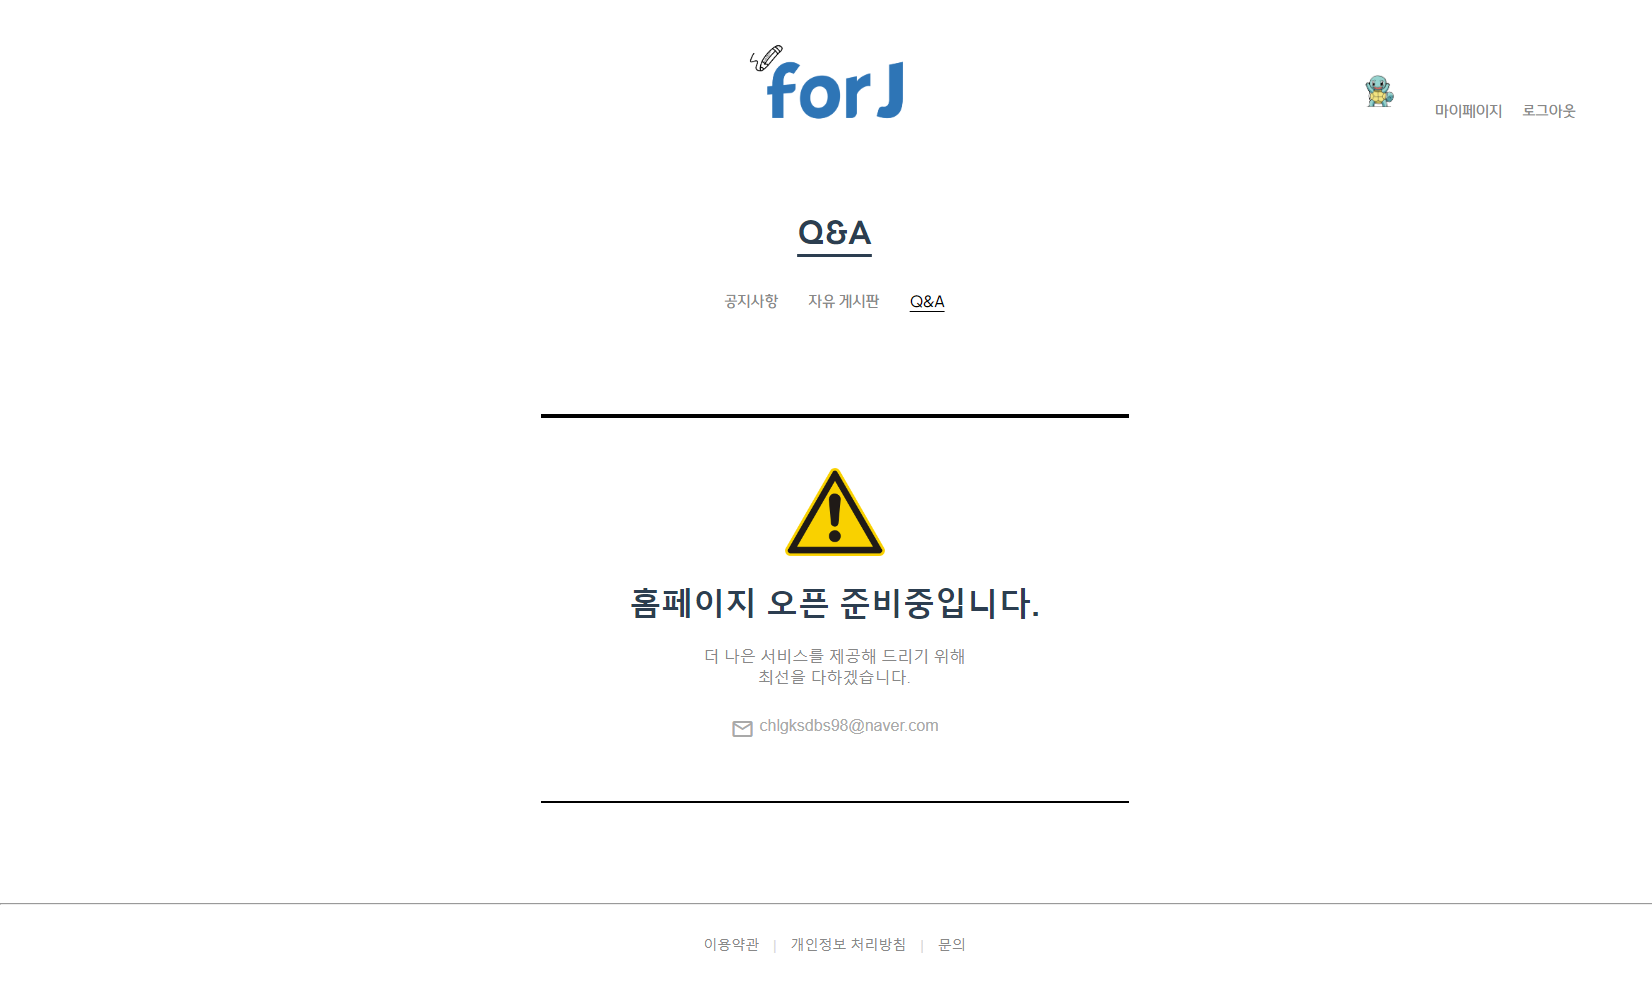 forJ
마이페이지 로그아웃
Q&A
공지사항 자유 게시판 Q&A
홈페이지 오픈 준비중입니다.
더 나은 서비스를 제공해 드리기 위해
최선을 다하겠습니다.
chlgksdbs98@naver.com
이용약관 | 개인정보 처리방침 | 문의